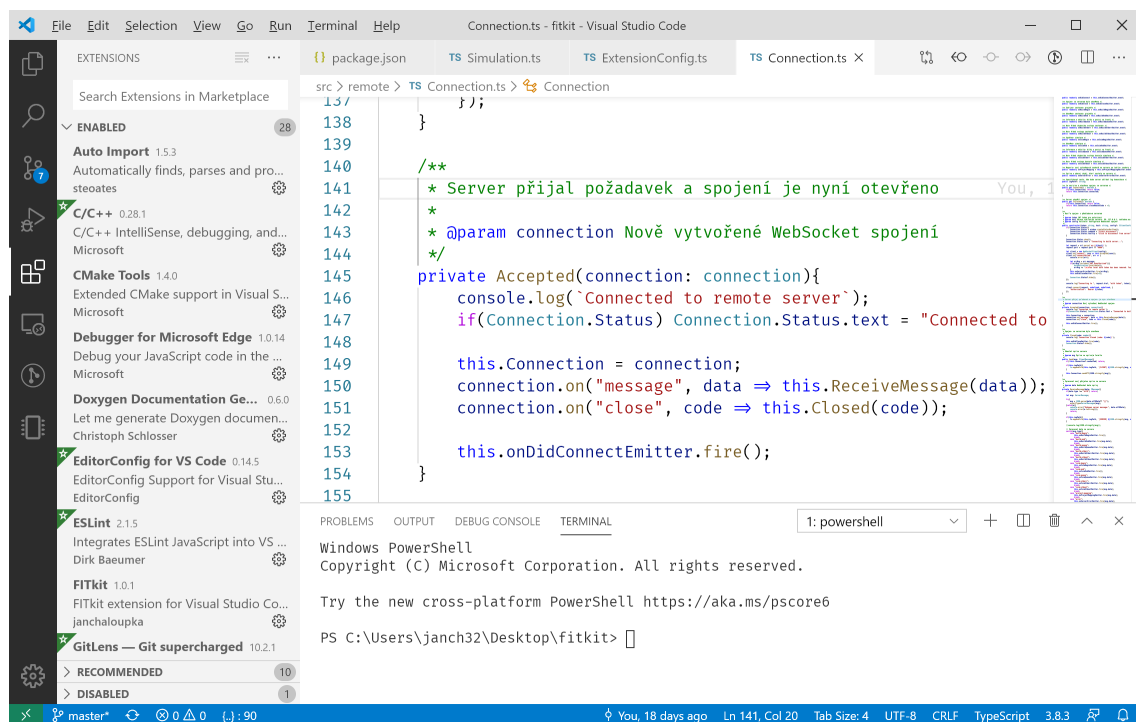 File Edit Selection View Go Run Terminal Help Connection.ts - fitkit - Visual Studio Code
EXTENSIONS
Search Extensions in Marketplace
ENABLED 28
Auto Import 1.5.3
Automatically finds, parses and pro...
steoates
C/C++ 0.28.1
C/C++ IntelliSense, debugging, and...
Microsoft
CMake Tools 1.4.0
Extended CMake support in Visual S...
Microsoft
Debugger for Microsoft Edge 1.0.14
Debug your JavaScript code in the ...
Microsoft
Doxygen Documentation Ge... 0.6.0
Let me generate Doxygen documen...
Christoph Schlosser
EditorConfig for VS Code 0.14.5
EditorConfig Support for Visual Stu...
EditorConfig
ESLint 2.1.5
Integrates ESLint JavaScript into VS ...
Dirk Baeumer
FITkit 1.0.1
FITkit extension for Visual Studio Co...
janchaloupka
GitLens — Git supercharged 10.2.1
RECOMMENDED 10
DISABLED 1
7
{} package.json TS Simulation.ts TS ExtensionConfig.ts TS Connection.ts
src > remote > TS Connection.ts > Connection
137 });
138 }
139
140 /**
141 * Server přijal požadavek a spojení je nyní otevřeno You, 1
142 *
143 * @param connection Nově vytvořené WebSocket spojení
144 */
145 private Accepted(connection: connection){
146 console.log(`Connected to remote server`);
147 if(Connection.Status) Connection.Status.text = "Connected to
148
149 this.Connection = connection;
150 connection.on("message", data => this.ReceiveMessage(data));
151 connection.on("close", code => this.Closed(code));
152
153 this.onDidConnectEmitter.fire();
154 }
155
PROBLEMS OUTPUT DEBUG CONSOLE TERMINAL 1: powershell
Windows PowerShell
Copyright (C) Microsoft Corporation. All rights reserved.
Try the new cross-platform PowerShell https://aka.ms/pscore6
PS C:\Users\janch32\Desktop\fitkit>
master* 0 0 {..} : 90 You, 18 days ago Ln 141, Col 20 Tab Size: 4 UTF-8 CRLF TypeScript 3.8.3